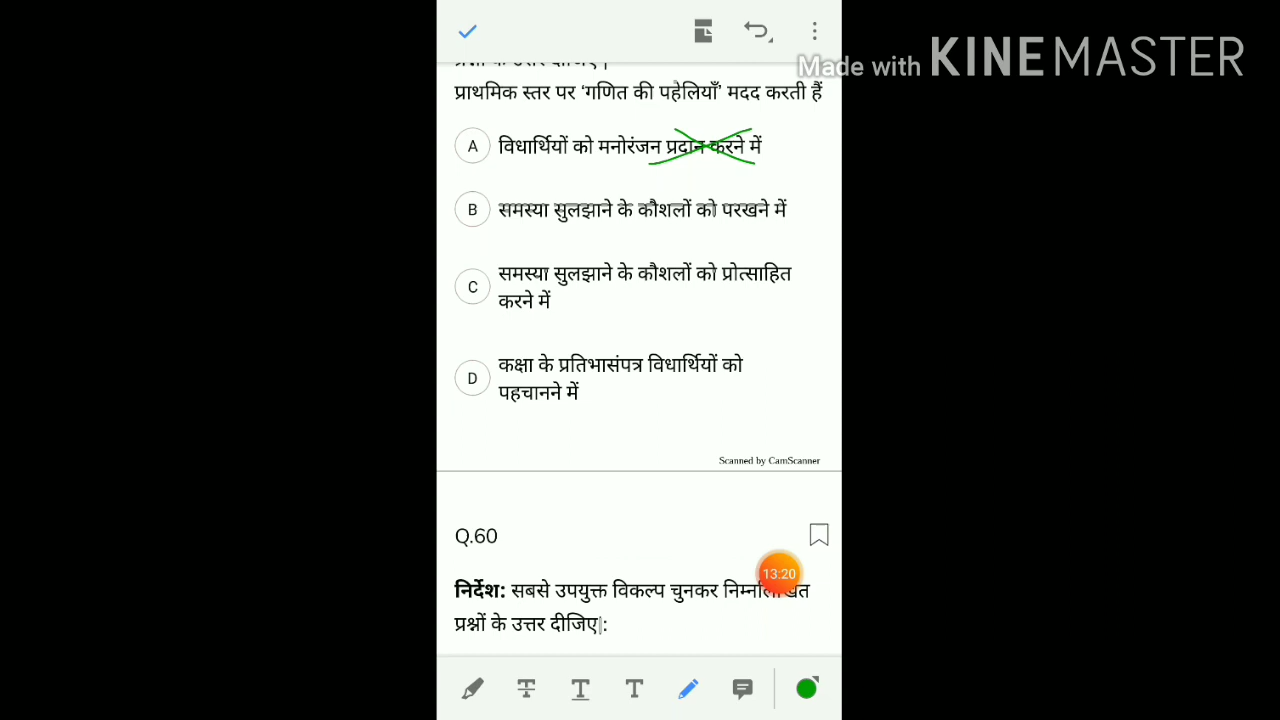 Made with KINEMASTER
प्राथमिक स्तर पर ‘गणित की पहेलियाँ’ मदद करती हैं
A विधार्थियों को मनोरंजन प्रदान करने में
B समस्या सुलझाने के कौशलों को परखने में
C समस्या सुलझाने के कौशलों को प्रोत्साहित
करने में
D कक्षा के प्रतिभासंपत्र विधार्थियों को
पहचानने में
Scanned by CamScanner
Q.60
13:20
निर्देश: सबसे उपयुक्त विकल्प चुनकर निम्नलिखित
प्रश्नों के उत्तर दीजिए :
T T T